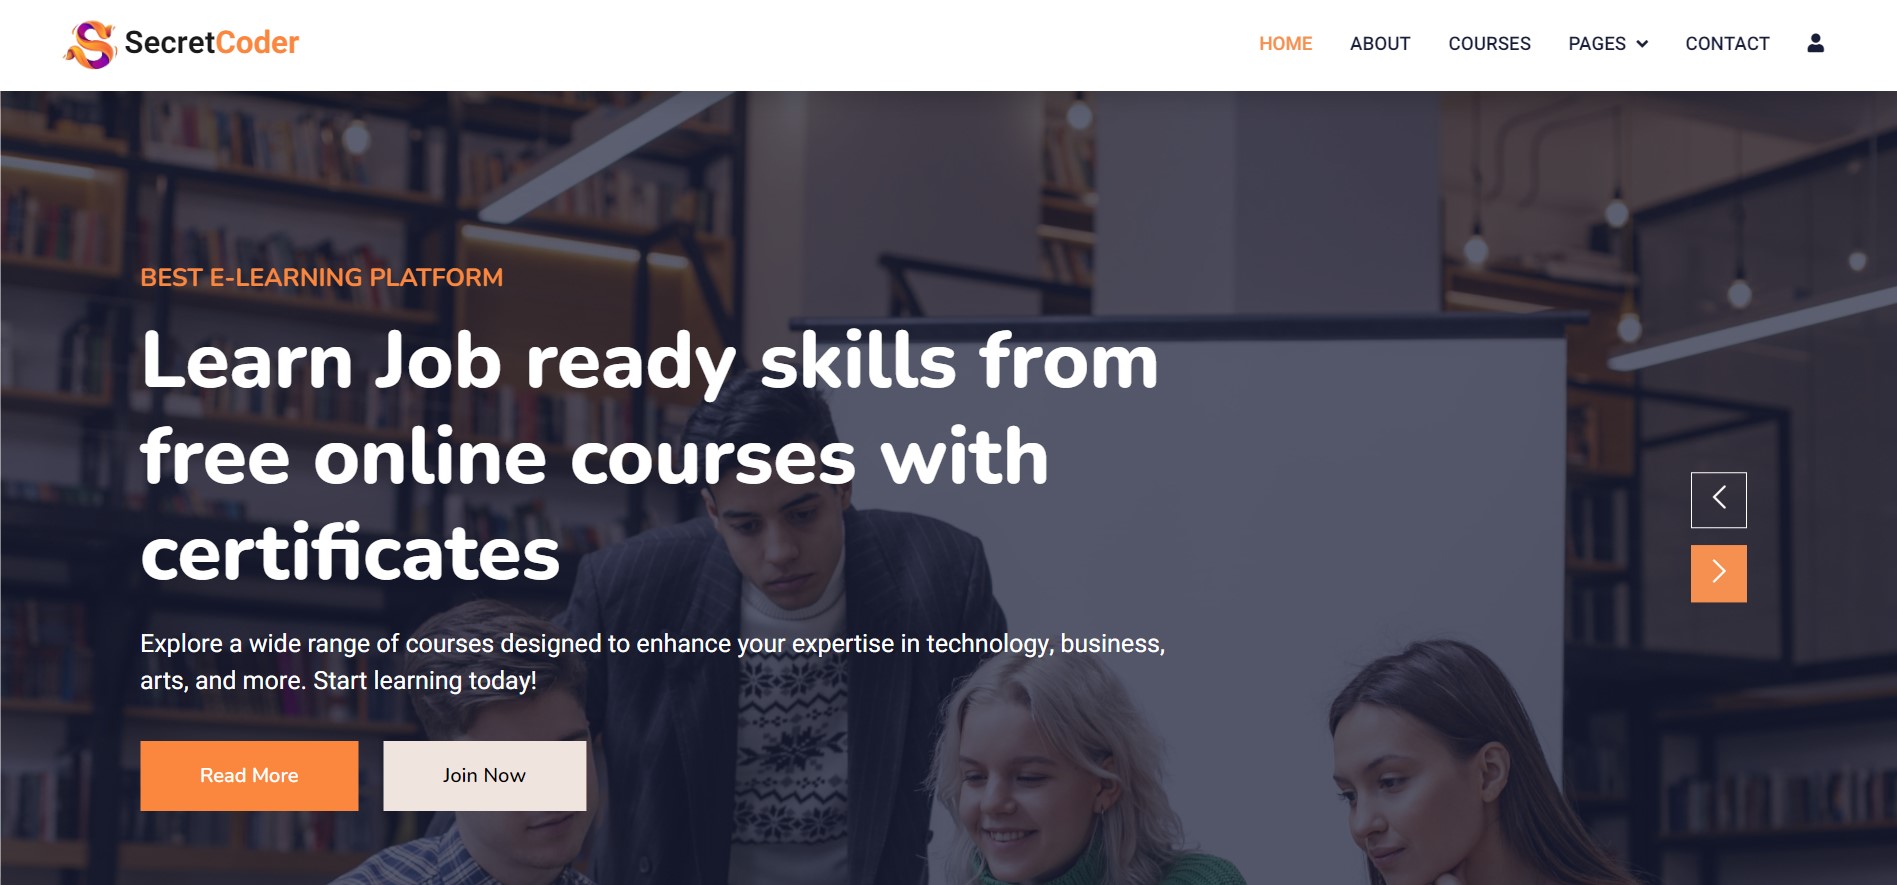 SecretCoder
HOME
ABOUT
COURSES
PAGES
CONTACT
BEST E-LEARNING PLATFORM
Learn Job ready skills from
free online courses with
certificates
Explore a wide range of courses designed to enhance your expertise in technology, business,
arts, and more. Start learning today!
Read More
Join Now